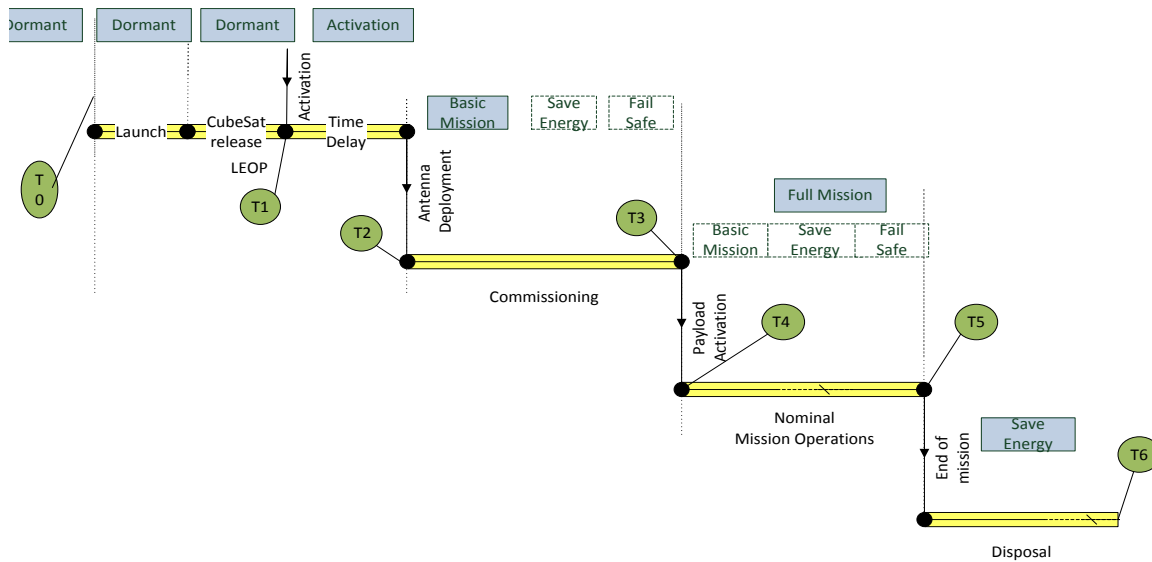 Dormant
Dormant
Dormant
Activation
Activation
Launch
CubeSat
release
Time
Delay
LEOP
T
0
T1
Basic
Mission
Save
Energy
Fail
Safe
Antenna
Deployment
T2
T3
Commissioning
Full Mission
Basic
Mission
Save
Energy
Fail
Safe
Payload
Activation
T4
T5
Nominal
Mission Operations
End of
mission
Save
Energy
T6
Disposal